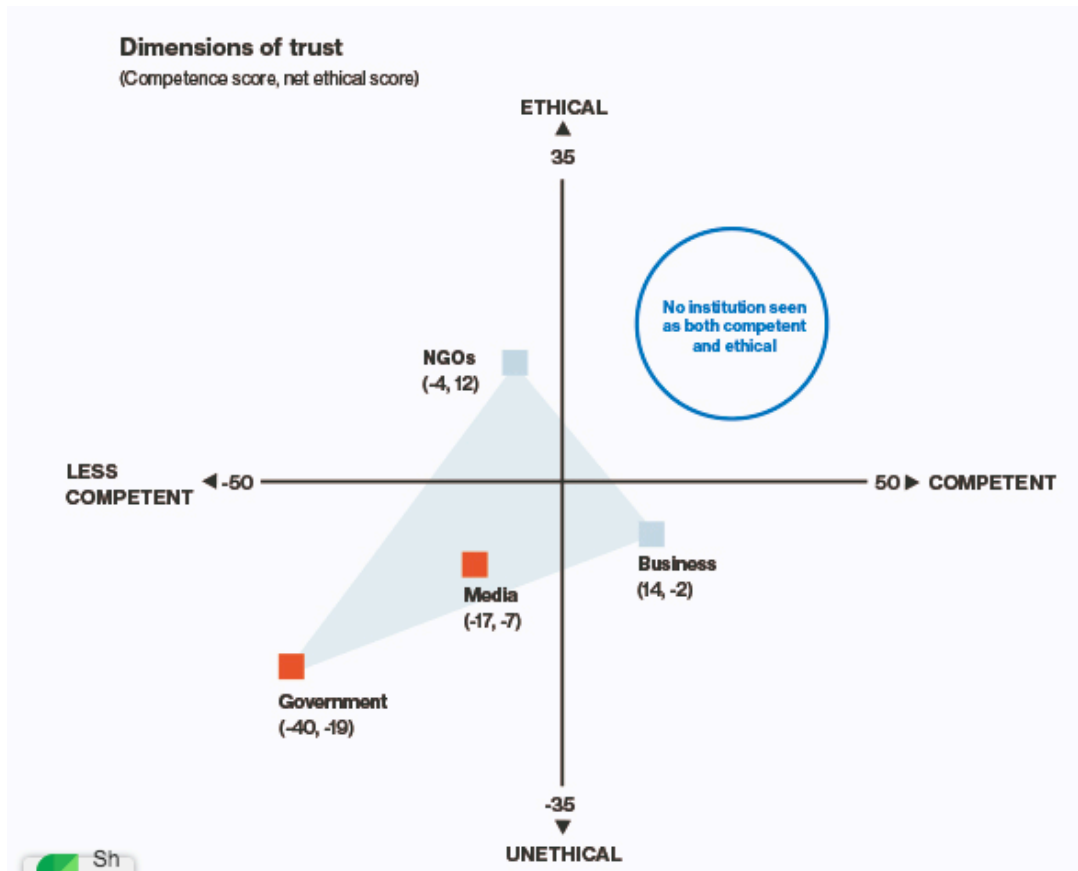 Dimensions of trust
(Competence score, net ethical score)
ETHICAL
35
No institution seen
as both competent
and ethical
NGOs
(-4, 12)
LESS
COMPETENT
-50
50
COMPETENT
Business
(14, -2)
Media
(-17, -7)
Government
(-40, -19)
-35
UNETHICAL
Sh